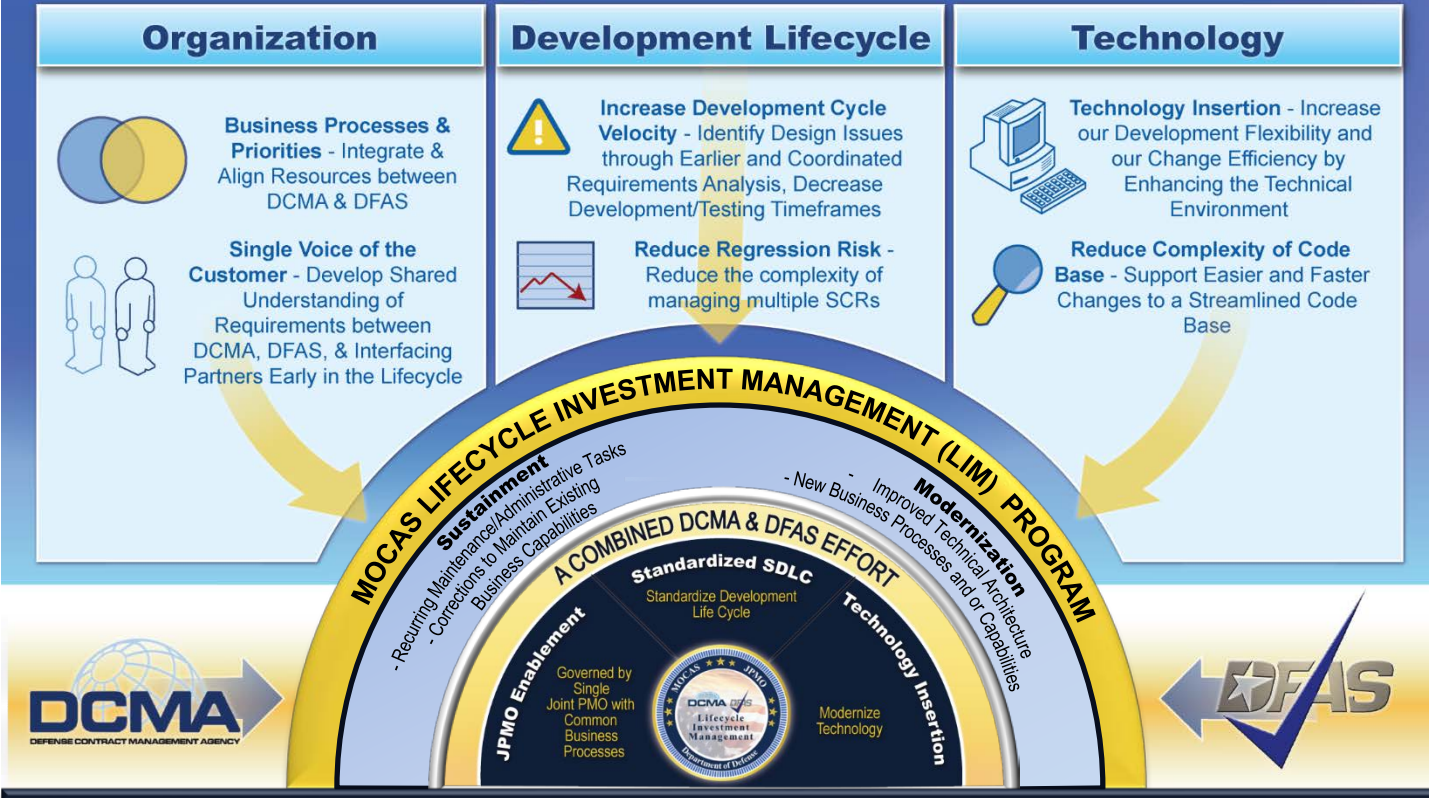 Organization
Business Processes &
Priorities - Integrate &
Align Resources between
DCMA & DFAS
Single Voice of the
Customer - Develop Shared
Understanding of
Requirements between
DCMA, DFAS, & Interfacing
Partners Early in the Lifecycle
Development Lifecycle
Increase Development Cycle
Velocity - Identify Design Issues
through Earlier and Coordinated
Requirements Analysis, Decrease
Development/Testing Timeframes
Reduce Regression Risk -
Reduce the complexity of
managing multiple SCRs
Technology
Technology Insertion - Increase
our Development Flexibility and
our Change Efficiency by
Enhancing the Technical
Environment
Reduce Complexity of Code
Base - Support Easier and Faster
Changes to a Streamlined Code
Base
MOCAS LIFECYCLE INVESTMENT MANAGEMENT (LIM) PROGRAM
Sustainment
- Recurring Maintenance/Administrative Tasks
- Corrections to Maintain Existing
Business Capabilities
Modernization
- Improved Technical Architecture
- New Business Processes and or Capabilities
A COMBINED DCMA & DFAS EFFORT
JPMO Enablement
Governed by
Single
Joint PMO with
Common
Business
Processes
Standardized SDLC
Standardize Development
Life Cycle
Technology Insertion
Modernize
Technology
MOCAS ★ ★ ★ JPMO
DCMA DFAS
Lifecycle
Investment
Management
Department of Defense
DCMA
DEFENSE CONTRACT MANAGEMENT AGENCY
DFAS